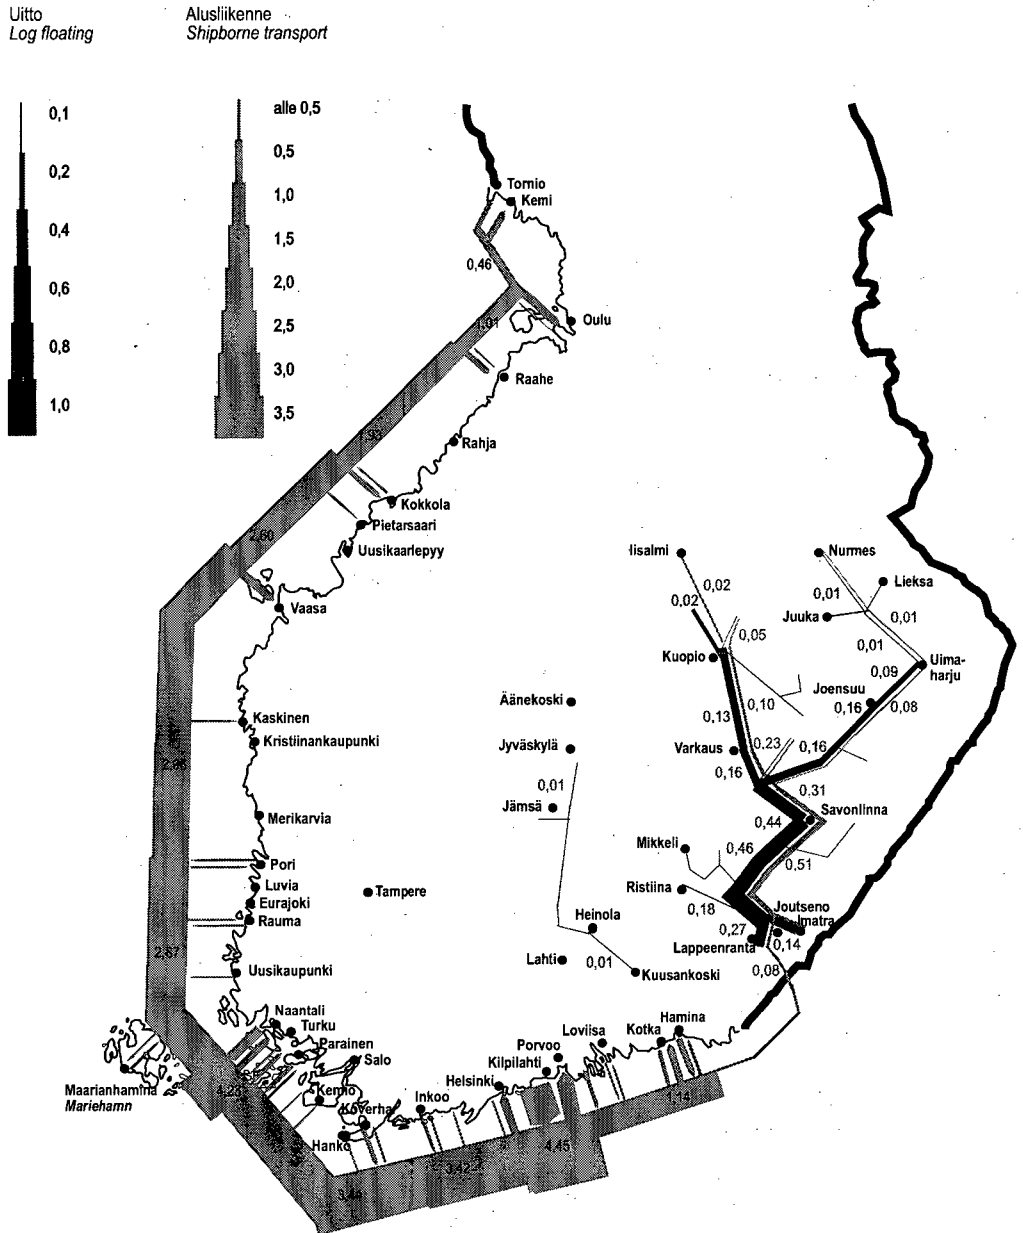 Uitto
Log floating
Alusliikenne
Shipborne transport
0,1
0,2
0,4
0,6
0,8
1,0
alle 0,5
0,5
1,0
1,5
2,0
2,5
3,0
3,5
Tornio
Kemi
0,46
1,01
Oulu
Raahe
1,93
Rahja
Kokkola
Pietarsaari
Uusikaarlepyy
2,60
Vaasa
Iisalmi
Nurmes
0,02
0,02
0,01
Lieksa
Juuka
0,01
0,05
0,01
Kuopio
0,09
Uima-
harju
Joensuu
0,16
0,08
Äänekoski
0,10
0,13
Kaskinen
Kristiinankaupunki
Jyväskylä
Varkaus
0,23
0,16
0,16
0,01
0,31
Jämsä
Merikarvia
0,44
Savonlinna
Mikkeli
0,46
0,51
Pori
Luvia
Eurajoki
Rauma
Tampere
Ristiina
0,18
Joutseno
Imatra
Heinola
0,27
Lappeenranta
0,14
2,67
Lahti
0,01
Kuusankoski
0,08
Uusikaupunki
Naantali
Turku
Parainen
Salo
Maarianhamina
Mariehamn
4,23
Kemiö
Koverhar
Hanko
Inkoo
Helsinki
Kilpilahti
Porvoo
Loviisa
Kotka
Hamina
1,14
4,45
3,42
3,44